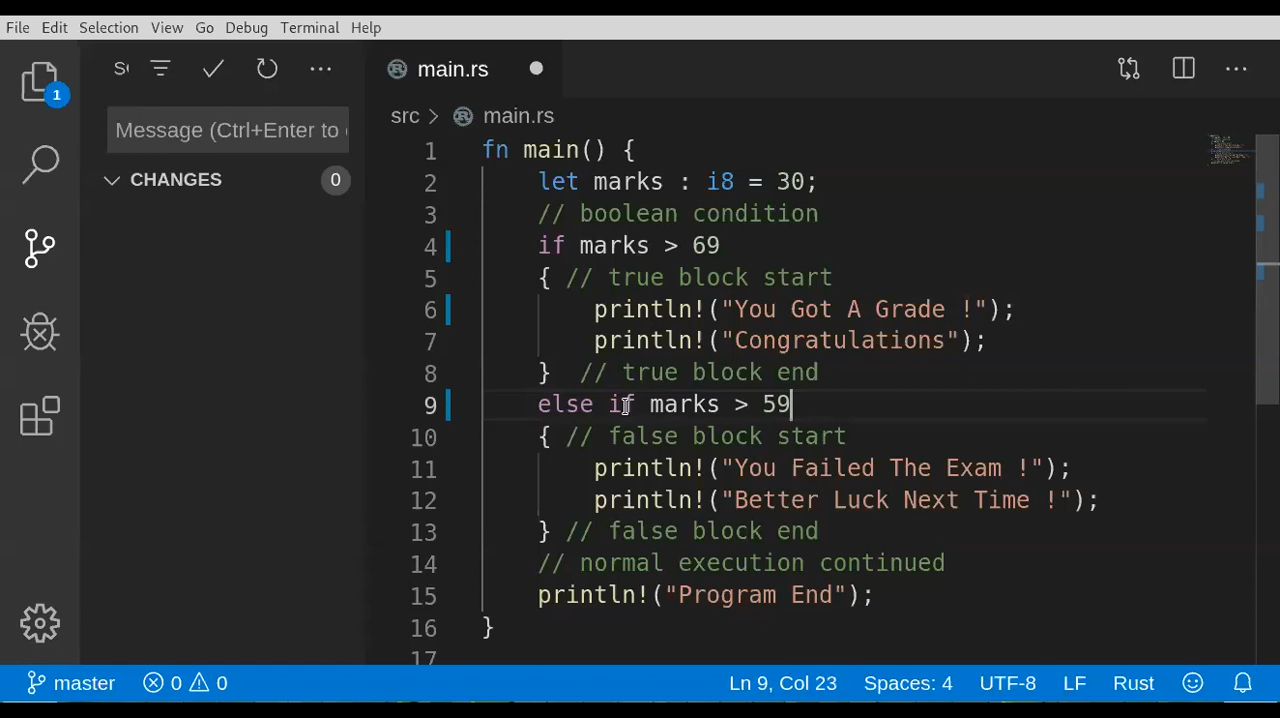 File Edit Selection View Go Debug Terminal Help
main.rs
1
Message (Ctrl+Enter to
src > main.rs
CHANGES 0
1 fn main() {
2 let marks : i8 = 30;
3 // boolean condition
4 if marks > 69
5 { // true block start
6 println!("You Got A Grade !");
7 println!("Congratulations");
8 }  // true block end
9 else if marks > 59
10 { // false block start
11 println!("You Failed The Exam !");
12 println!("Better Luck Next Time !");
13 } // false block end
14 // normal execution continued
15 println!("Program End");
16 }
17
master 0 0 Ln 9, Col 23 Spaces: 4 UTF-8 LF Rust